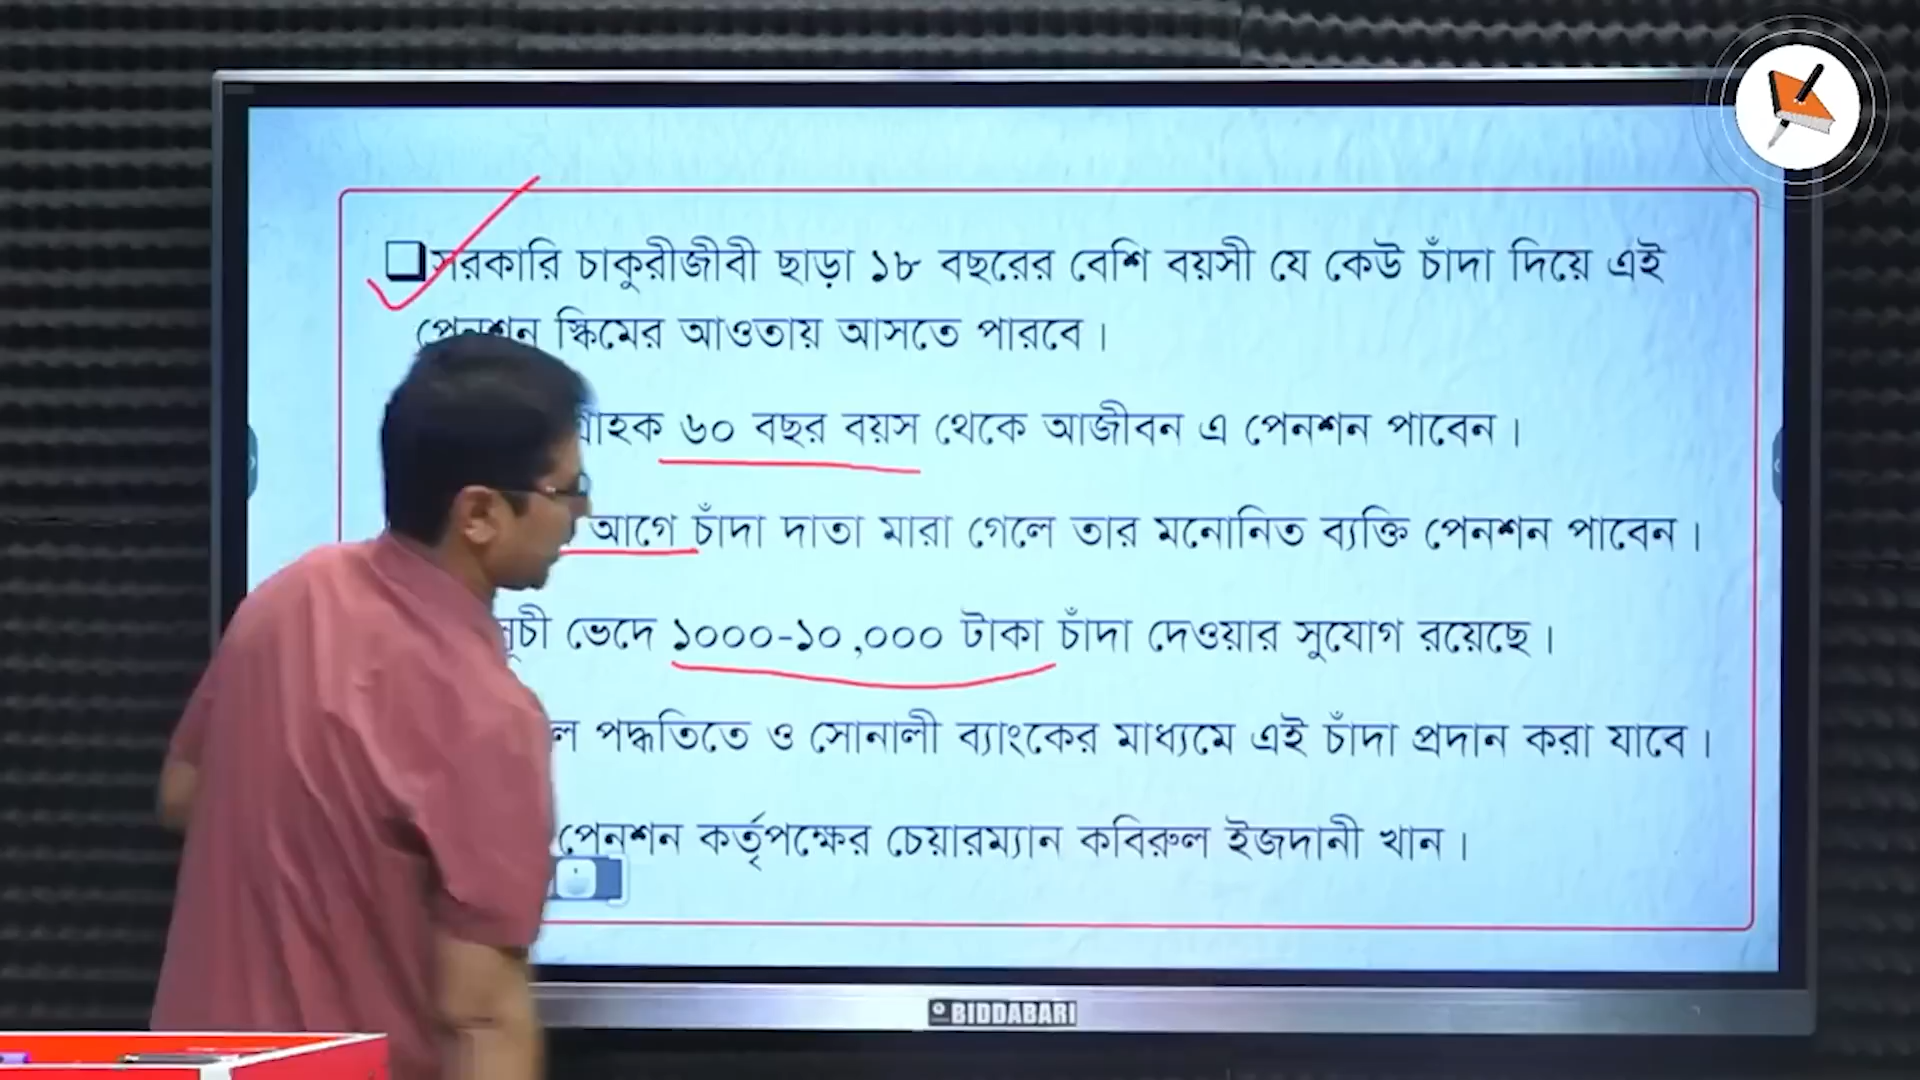 সরকারি চাকুরীজীবী ছাড়া ১৮ বছরের বেশি বয়সী যে কেউ চাঁদা দিয়ে এই
পেনশন স্কিমের আওতায় আসতে পারবে।
৬০ বছর বয়স থেকে আজীবন এ পেনশন পাবেন।
আগে চাঁদা দাতা মারা গেলে তার মনোনিত ব্যক্তি পেনশন পাবেন।
ভেদে ১০০০-১০,০০০ টাকা চাঁদা দেওয়ার সুযোগ রয়েছে।
পদ্ধতিতে ও সোনালী ব্যাংকের মাধ্যমে এই চাঁদা প্রদান করা যাবে।
পেনশন কর্তৃপক্ষের চেয়ারম্যান কবিরুল ইজদানী খান।
BIDDABARI